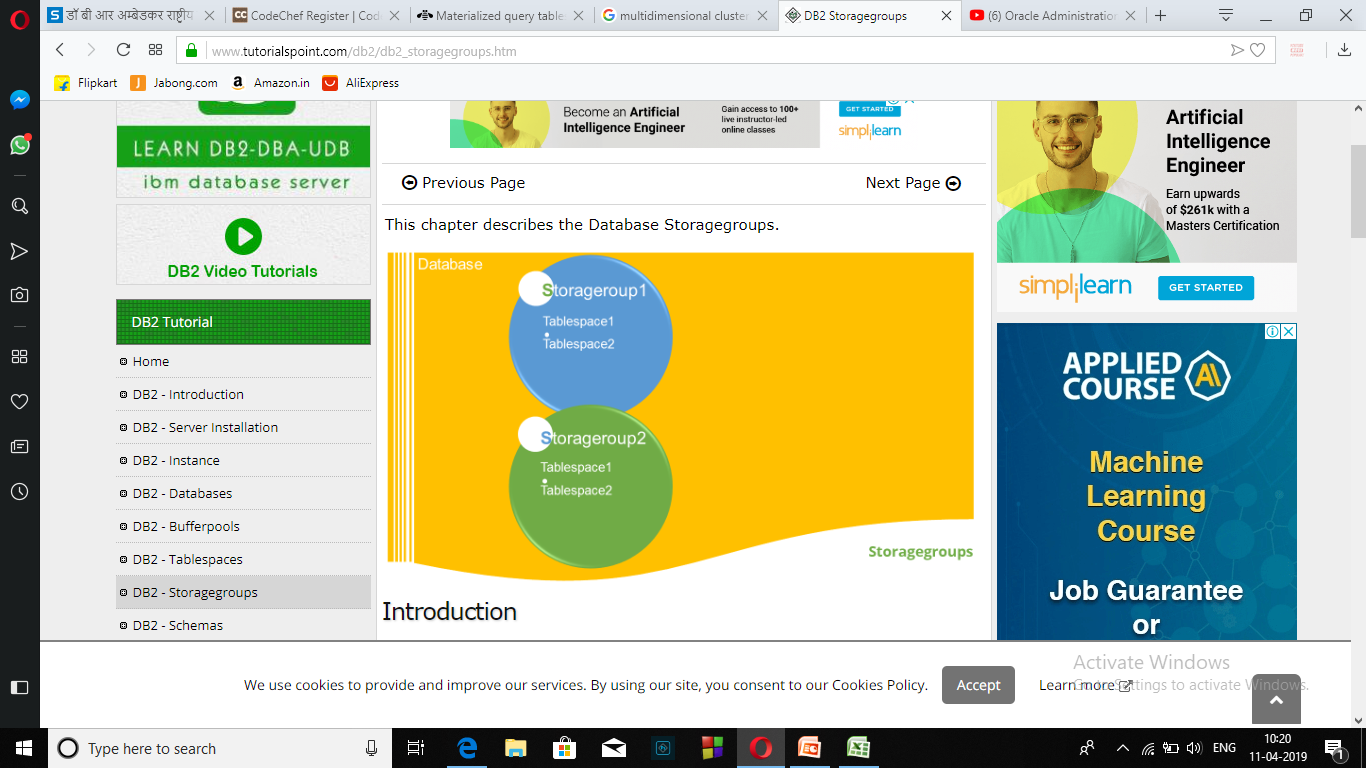 डॉ बी आर अम्बेडकर राष्ट्रीय
CodeChef Register | Cod
Materialized query table
multidimensional cluster
DB2 Storagegroups
(6) Oracle Administration
www.tutorialspoint.com/db2/db2_storagegroups.htm
Flipkart
Jabong.com
Amazon.in
AliExpress
LEARN DB2-DBA-UDB
ibm database server
DB2 Video Tutorials
DB2 Tutorial
Home
DB2 - Introduction
DB2 - Server Installation
DB2 - Instance
DB2 - Databases
DB2 - Bufferpools
DB2 - Tablespaces
DB2 - Storagegroups
DB2 - Schemas
Become an Artificial
Intelligence Engineer
Gain access to 100+
live instructor-led
online classes
GET STARTED
simplilearn
Previous Page
Next Page
This chapter describes the Database Storagegroups.
Database
Storageroup1
Tablespace1
Tablespace2
Storageroup2
Tablespace1
Tablespace2
Storagegroups
Introduction
Artificial
Intelligence
Engineer
Earn upwards
of $261k with a
Masters Certification
simplilearn
GET STARTED
APPLIED
COURSE
Machine
Learning
Course
Job Guarantee
or
We use cookies to provide and improve our services. By using our site, you consent to our Cookies Policy.
Accept
Learn more
Activate Windows
Go to Settings to activate Windows.
Type here to search
ENG
10:20
11-04-2019
1